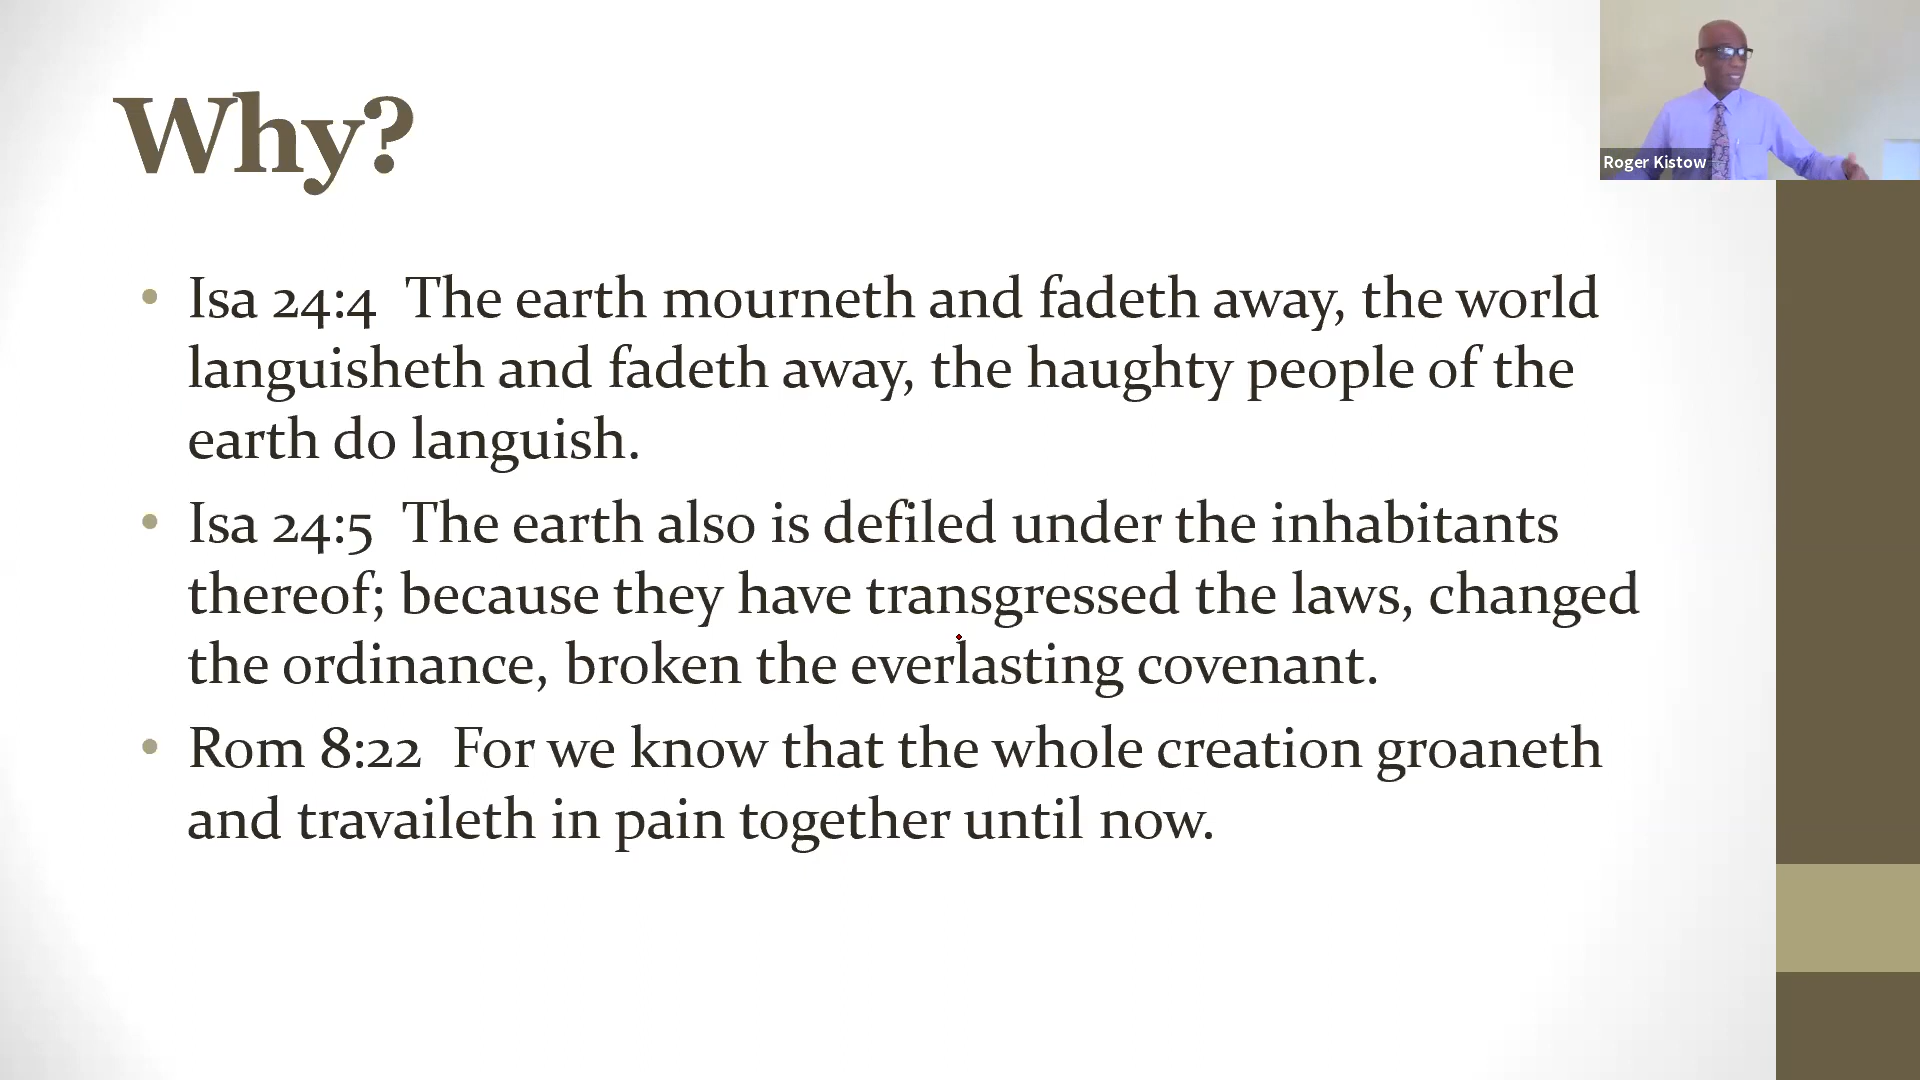 Why?
Roger Kistow
• Isa 24:4 The earth mourneth and fadeth away, the world
languisheth and fadeth away, the haughty people of the
earth do languish.
• Isa 24:5 The earth also is defiled under the inhabitants
thereof; because they have transgressed the laws, changed
the ordinance, broken the everlasting covenant.
• Rom 8:22 For we know that the whole creation groaneth
and travaileth in pain together until now.